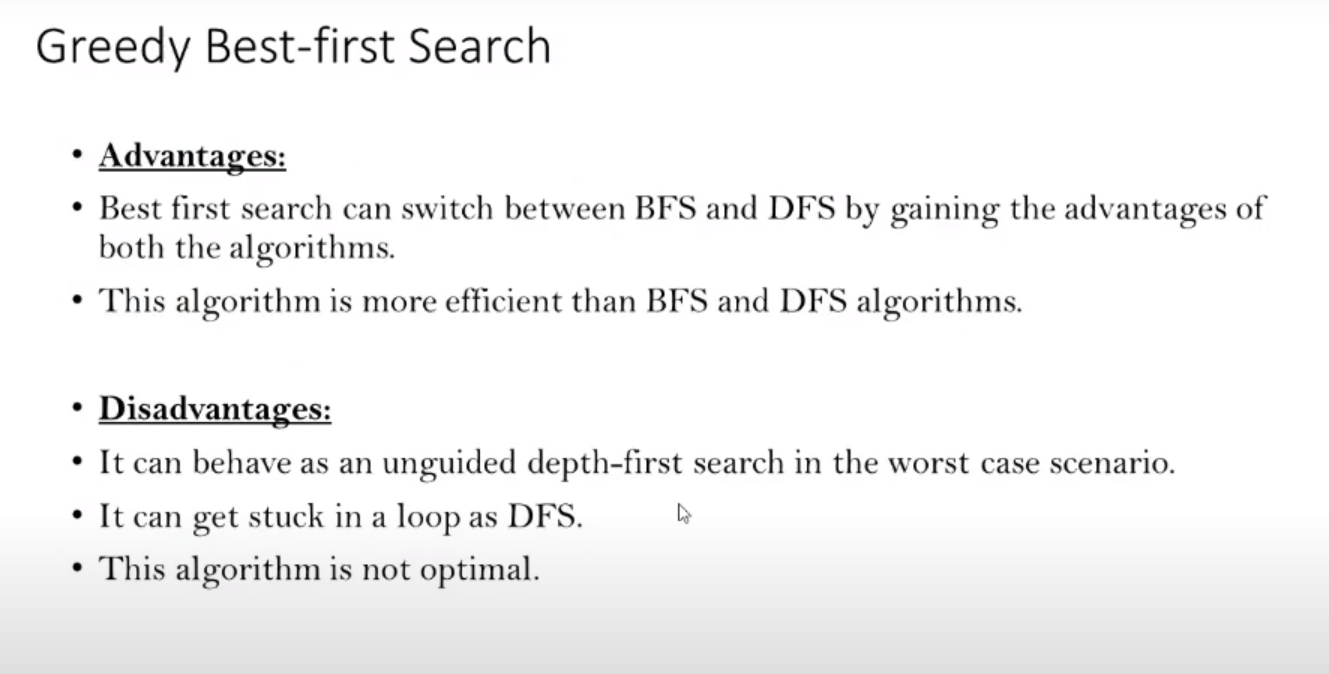 Greedy Best-first Search
• Advantages:
• Best first search can switch between BFS and DFS by gaining the advantages of
both the algorithms.
• This algorithm is more efficient than BFS and DFS algorithms.
• Disadvantages:
• It can behave as an unguided depth-first search in the worst case scenario.
• It can get stuck in a loop as DFS.
• This algorithm is not optimal.